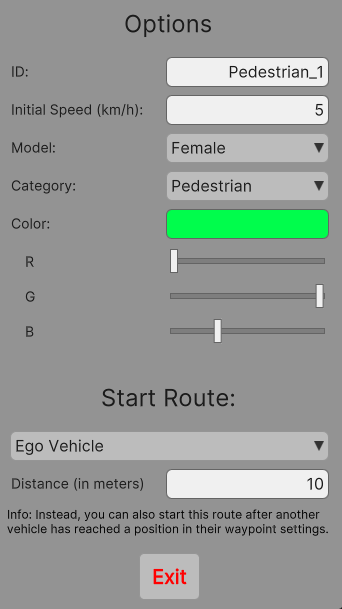 Options
ID: Pedestrian_1
Initial Speed (km/h): 5
Model: Female
Category: Pedestrian
Color:
R
G
B
Start Route:
Ego Vehicle
Distance (in meters) 10
Info: Instead, you can also start this route after another
vehicle has reached a position in their waypoint settings.
Exit